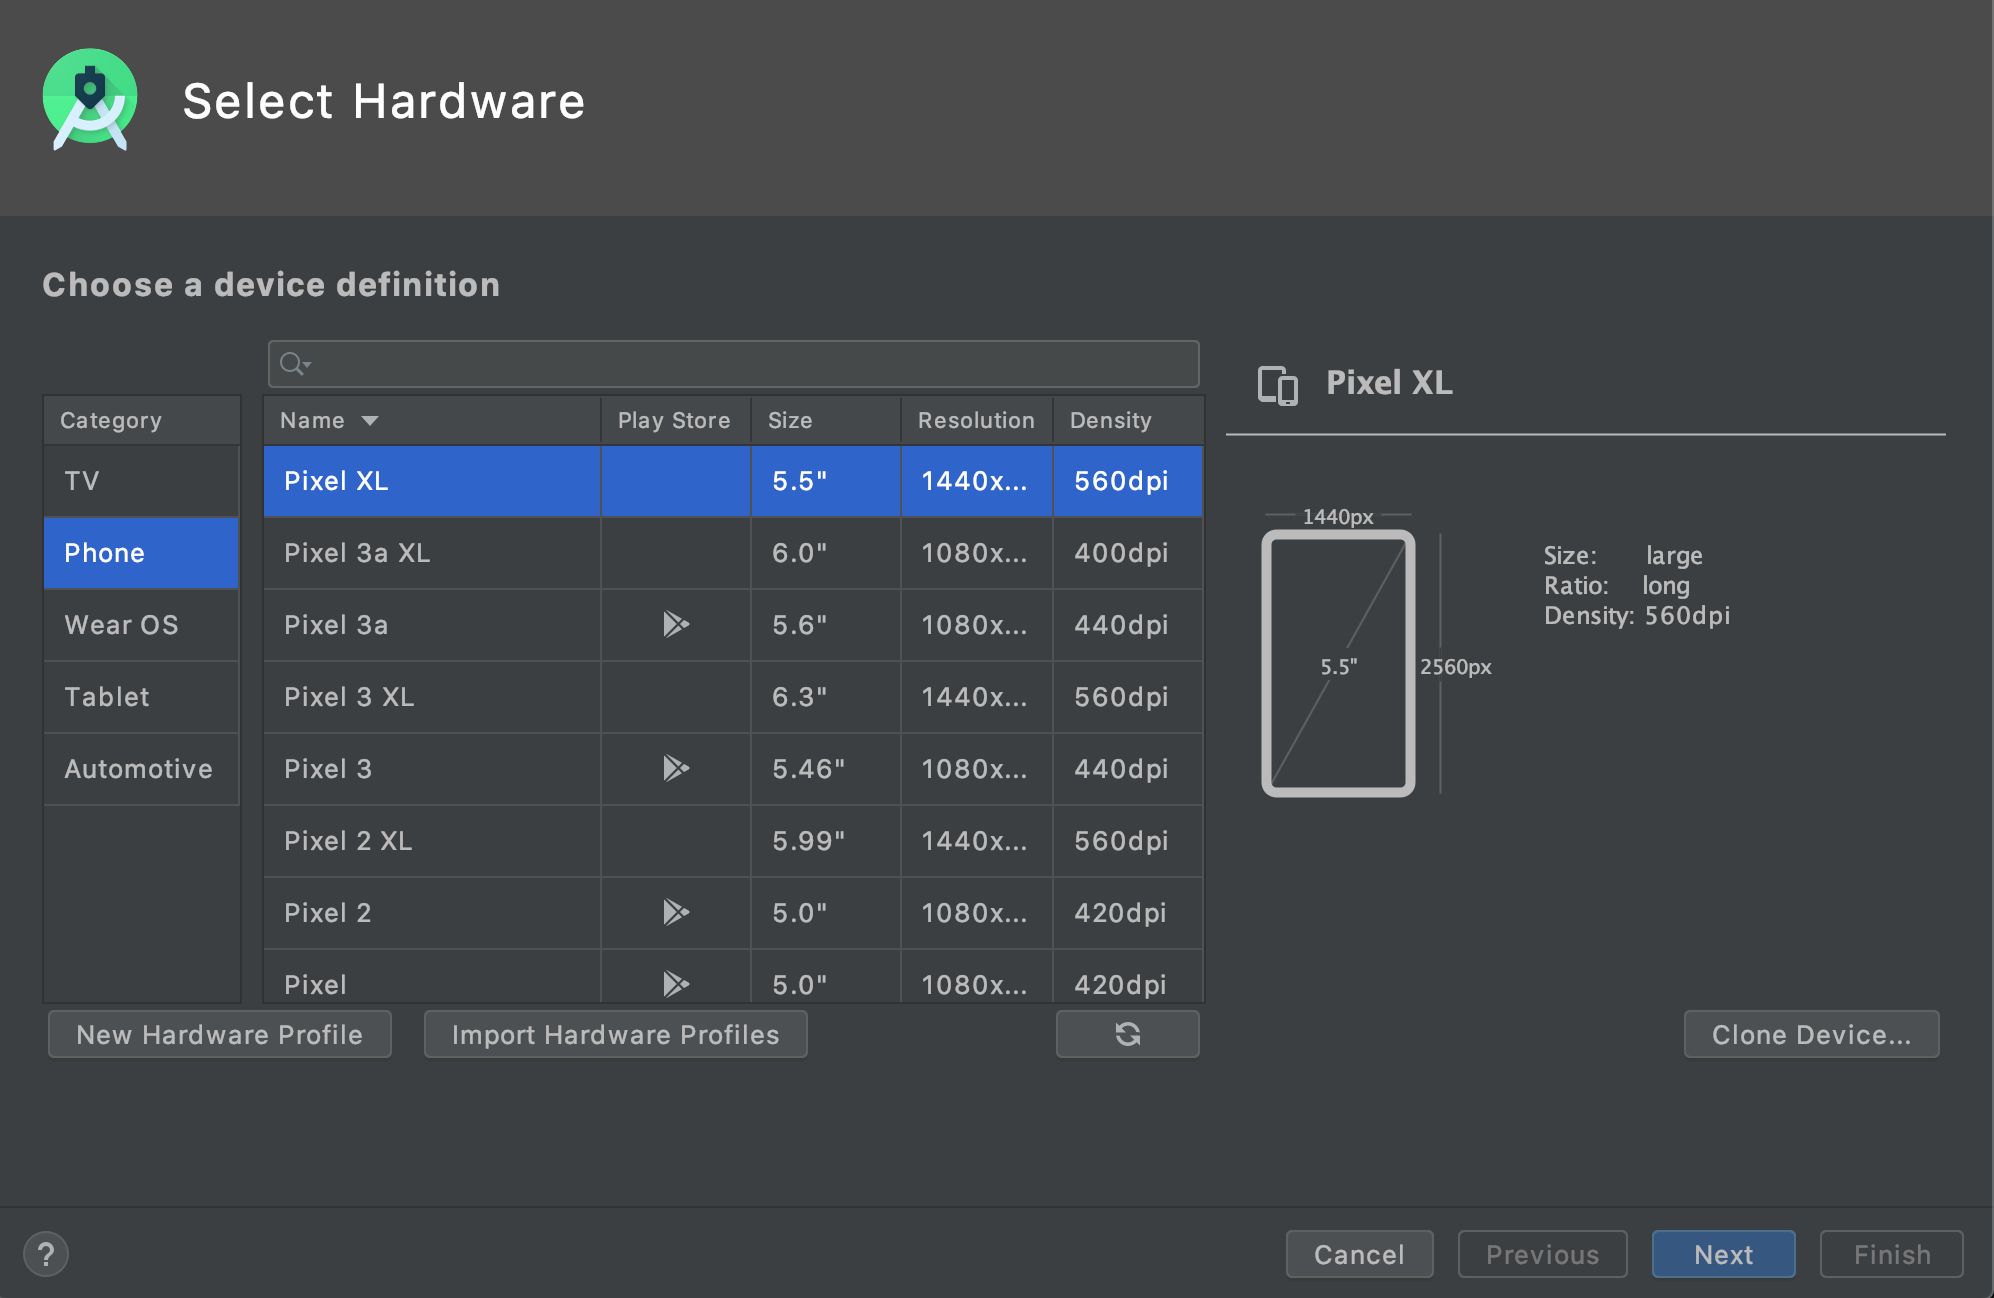 Select Hardware
Choose a device definition
Category
TV
Phone
Wear OS
Tablet
Automotive
Name Play Store Size Resolution Density
Pixel XL 5.5" 1440x... 560dpi
Pixel 3a XL 6.0" 1080x... 400dpi
Pixel 3a 5.6" 1080x... 440dpi
Pixel 3 XL 6.3" 1440x... 560dpi
Pixel 3 5.46" 1080x... 440dpi
Pixel 2 XL 5.99" 1440x... 560dpi
Pixel 2 5.0" 1080x... 420dpi
Pixel 5.0" 1080x... 420dpi
Pixel XL
1440px
5.5"
2560px
Size: large
Ratio: long
Density: 560dpi
New Hardware Profile Import Hardware Profiles Clone Device...
? Cancel Previous Next Finish